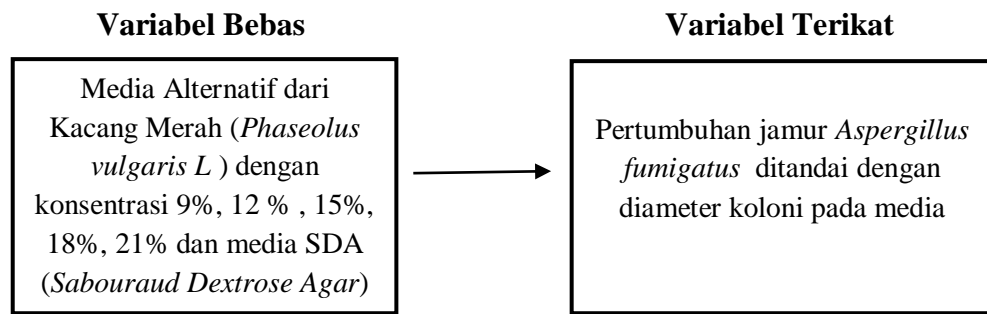 Variabel Bebas
Media Alternatif dari
Kacang Merah (Phaseolus
vulgaris L ) dengan
konsentrasi 9%, 12 % , 15%,
18%, 21% dan media SDA
(Sabouraud Dextrose Agar)
Variabel Terikat
Pertumbuhan jamur Aspergillus
fumigatus ditandai dengan
diameter koloni pada media